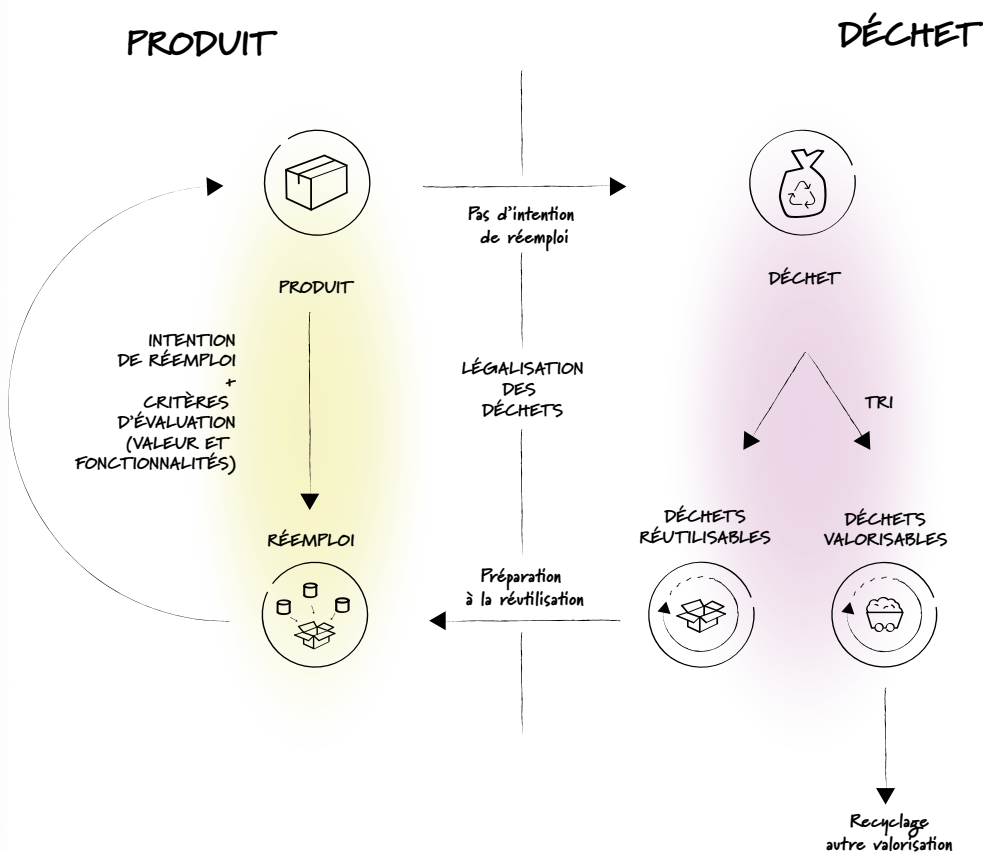 PRODUIT
DÉCHET
Pas d'intention
de réemploi
PRODUIT
DÉCHET
INTENTION
DE RÉEMPLOI
+
CRITÈRES
D'ÉVALUATION
(VALEUR ET
FONCTIONNALITÉS)
LÉGALISATION
DES
DÉCHETS
TRI
RÉEMPLOI
DÉCHETS
RÉUTILISABLES
DÉCHETS
VALORISABLES
Préparation
à la réutilisation
Recyclage
autre valorisation